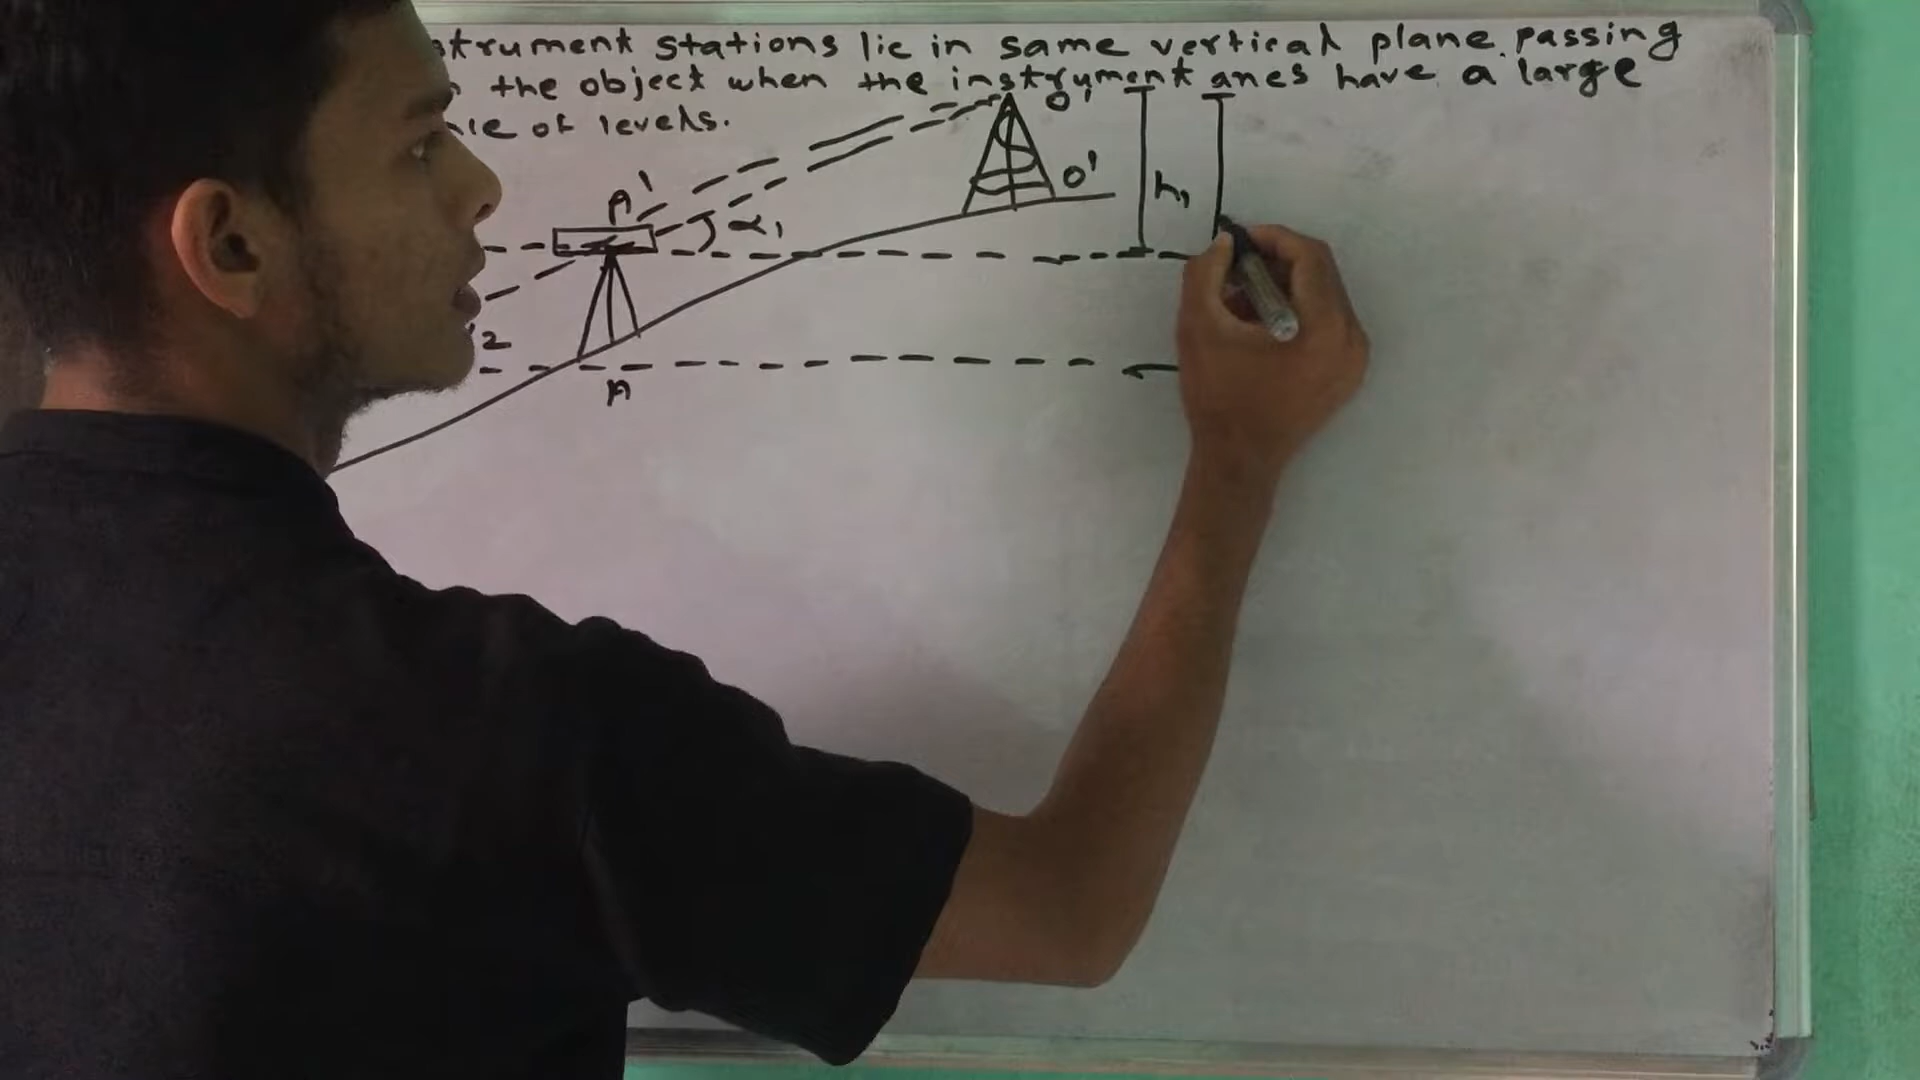 strument stations lie in same vertical plane. passing
the object when the instrument anes have a large
of levels.
O'
A'
h₁
O'
α₁
2
A